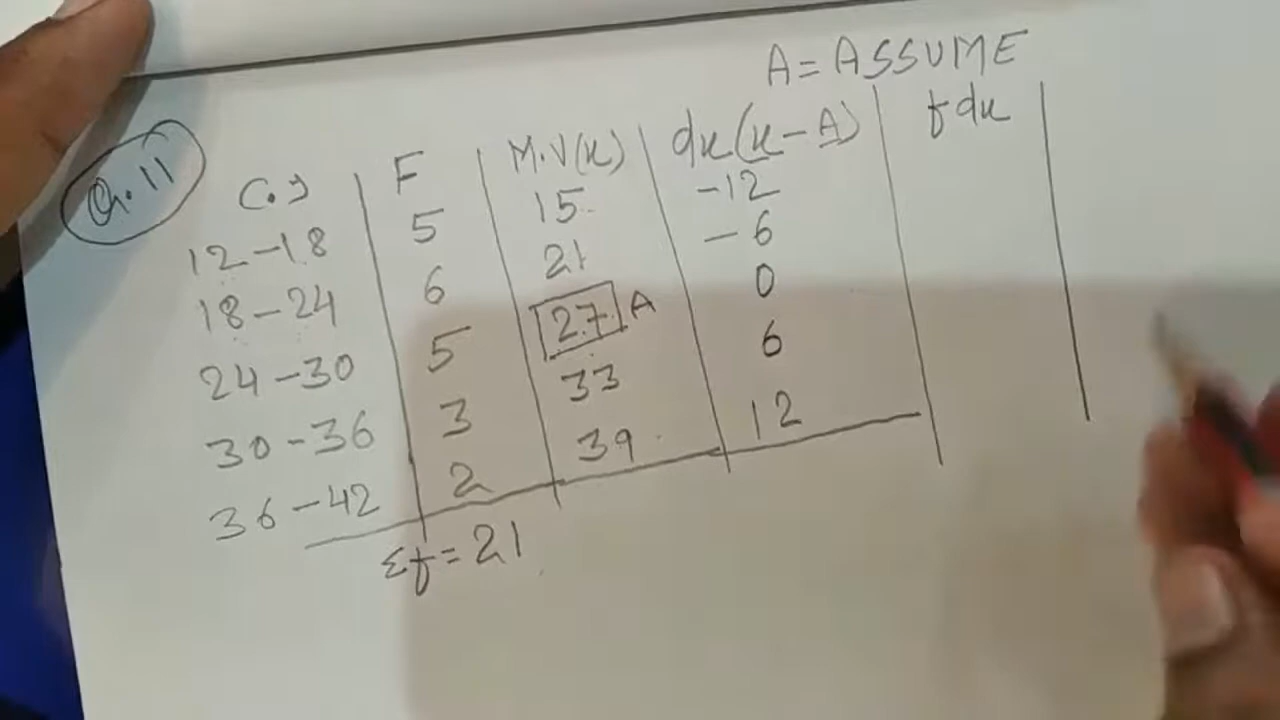 A = ASSUME
Q.11
C.I F M.V(x) dx(x-A) fdx
12-18 5 15 -12
18-24 6 21 -6
24-30 5 27 A 0
30-36 3 33 6
36-42 2 39 12
Σf = 21